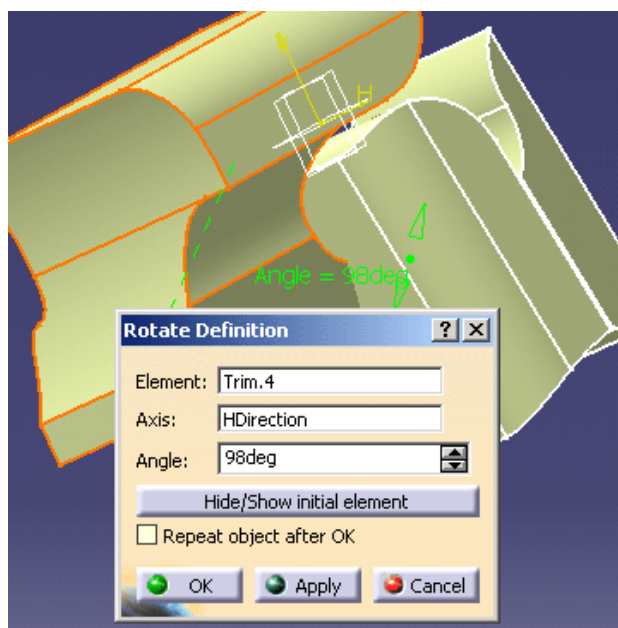 H
Angle = 98deg
Rotate Definition
Element: Trim.4
Axis: HDirection
Angle: 98deg
Hide/Show initial element
Repeat object after OK
OK Apply Cancel